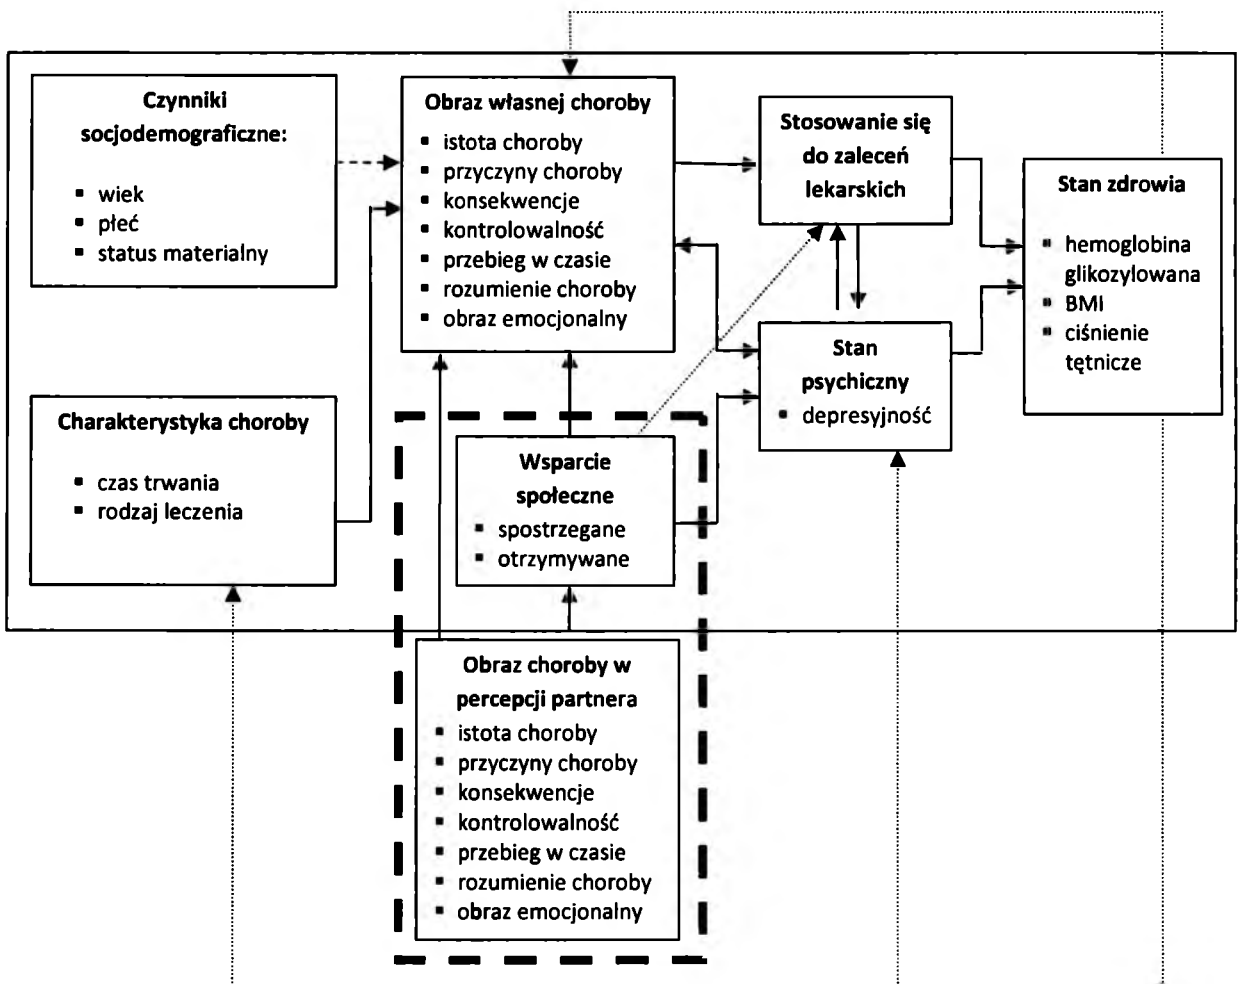 Czynniki
socjodemograficzne:
▪ wiek
▪ płeć
▪ status materialny
Charakterystyka choroby
▪ czas trwania
▪ rodzaj leczenia
Obraz własnej choroby
▪ istota choroby
▪ przyczyny choroby
▪ konsekwencje
▪ kontrolowalność
▪ przebieg w czasie
▪ rozumienie choroby
▪ obraz emocjonalny
Wsparcie
społeczne
▪ spostrzegane
▪ otrzymywane
Obraz choroby w
percepcji partnera
▪ istota choroby
▪ przyczyny choroby
▪ konsekwencje
▪ kontrolowalność
▪ przebieg w czasie
▪ rozumienie choroby
▪ obraz emocjonalny
Stosowanie się
do zaleceń
lekarskich
Stan
psychiczny
▪ depresyjność
Stan zdrowia
▪ hemoglobina
glikozylowana
▪ BMI
▪ ciśnienie
tętnicze